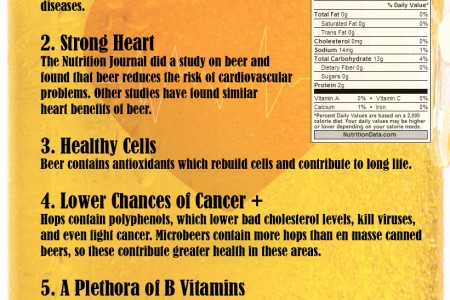 diseases.
2. Strong Heart
The Nutrition Journal did a study on beer and
found that beer reduces the risk of cardiovascular
problems. Other studies have found similar
heart benefits of beer.
3. Healthy Cells
Beer contains antioxidants which rebuild cells and contribute to long life.
4. Lower Chances of Cancer +
Hops contain polyphenols, which lower bad cholesterol levels, kill viruses,
and even fight cancer. Microbeers contain more hops than en masse canned
beers, so these contribute greater health in these areas.
5. A Plethora of B Vitamins
% Daily Value*
Total Fat 0g 0%
Saturated Fat 0g 0%
Trans Fat 0g
Cholesterol 0mg 0%
Sodium 14mg 1%
Total Carbohydrate 13g 4%
Dietary Fiber 0g 0%
Sugars 0g
Protein 2g
Vitamin A 0% • Vitamin C 0%
Calcium 1% • Iron 0%
*Percent Daily Values are based on a 2,000
calorie diet. Your daily values may be higher
or lower depending on your calorie needs.
NutritionData.com